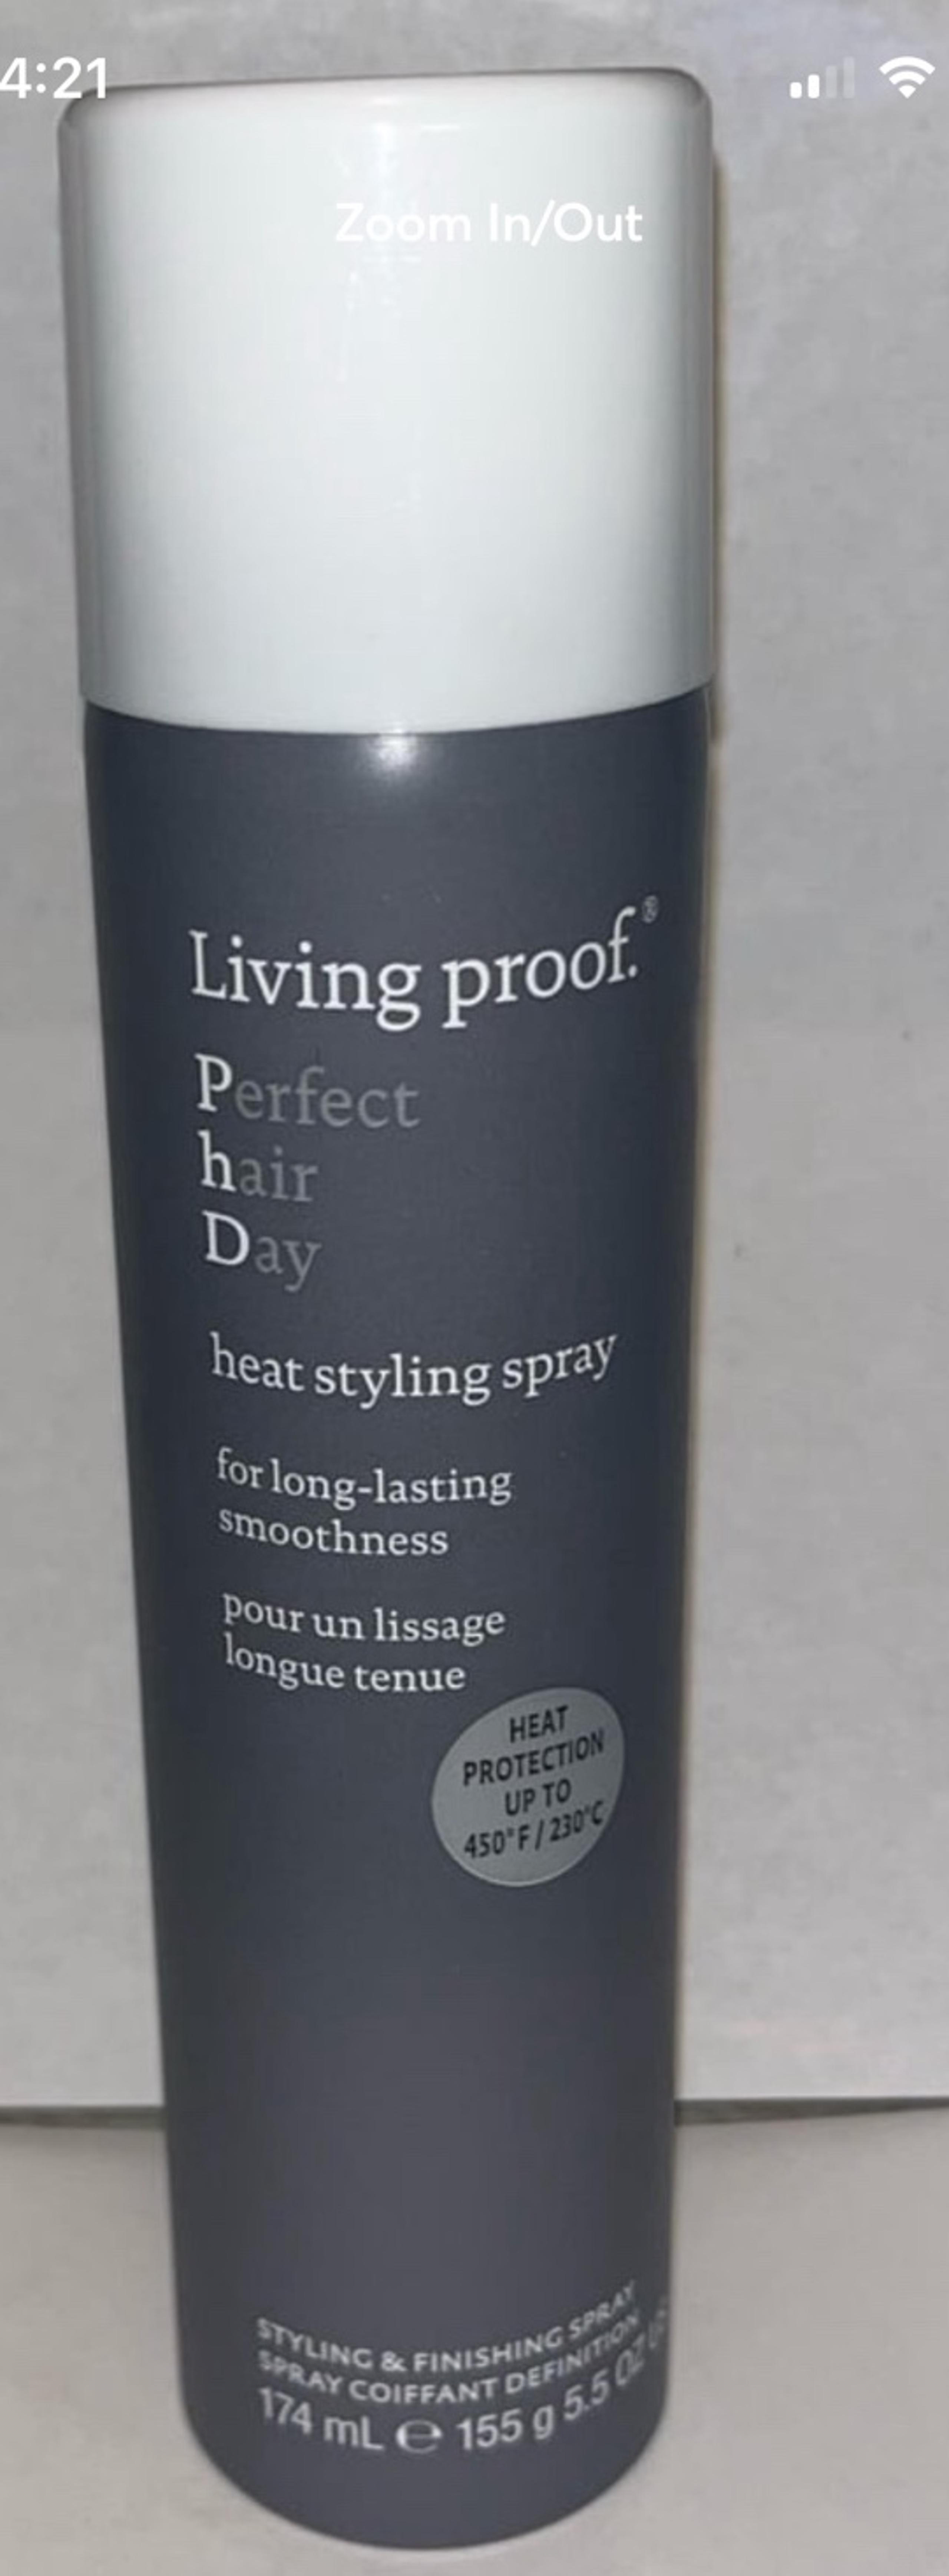 4:21
Zoom In/Out
Living proof.®
Perfect
hair
Day
heat styling spray
for long-lasting
smoothness
pour un lissage
longue tenue
HEAT
PROTECTION
UP TO
450°F / 230°C
STYLING & FINISHING SPRAY
SPRAY COIFFANT DEFINITION
174 mL ℮ 155 g 5.5 OZ